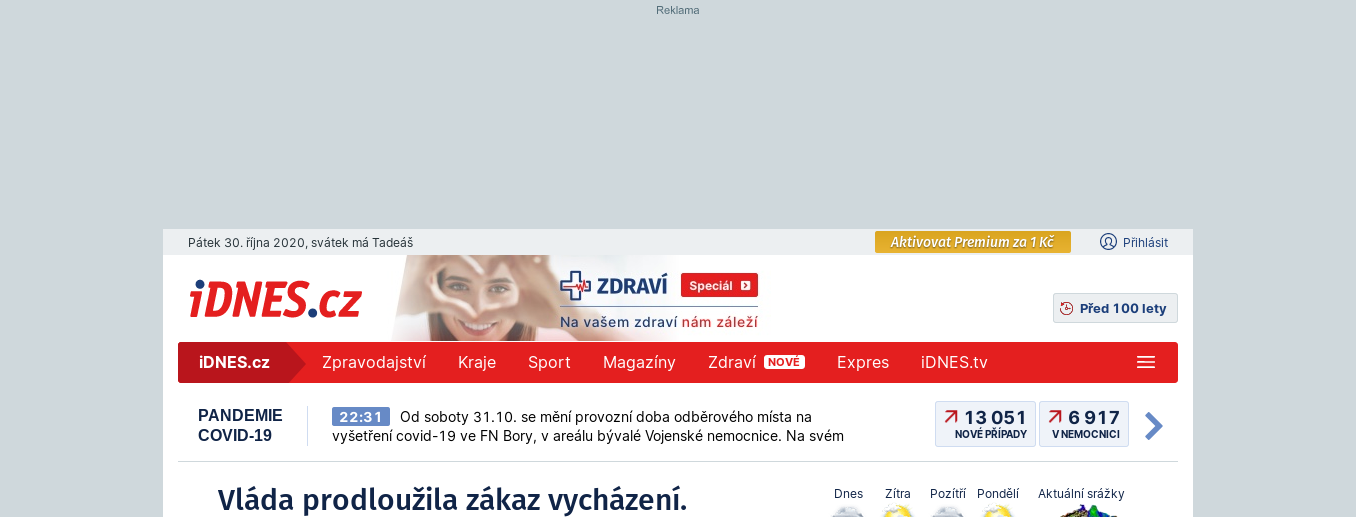 Reklama
Pátek 30. října 2020, svátek má Tadeáš
Aktivovat Premium za 1 Kč
Přihlásit
iDNES.cz
ZDRAVÍ
Speciál
Na vašem zdraví nám záleží
Před 100 lety
iDNES.cz
Zpravodajství
Kraje
Sport
Magazíny
Zdraví NOVÉ
Expres
iDNES.tv
PANDEMIE
COVID-19
22:31 Od soboty 31.10. se mění provozní doba odběrového místa na
vyšetření covid-19 ve FN Bory, v areálu bývalé Vojenské nemocnice. Na svém
13 051
NOVÉ PŘÍPADY
6 917
V NEMOCNICI
Vláda prodloužila zákaz vycházení.
Dnes
Zítra
Pozítří
Pondělí
Aktuální srážky